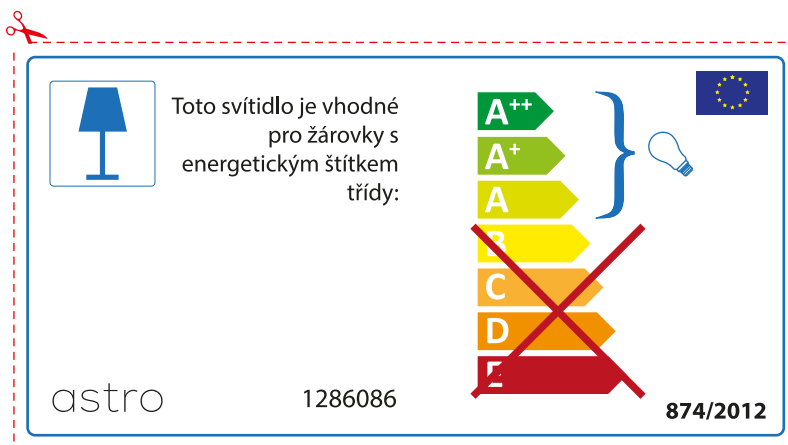 Toto svítidlo je vhodné
pro žárovky s
energetickým štítkem
třídy:
A++
A+
A
B
C
D
E
astro
1286086
874/2012